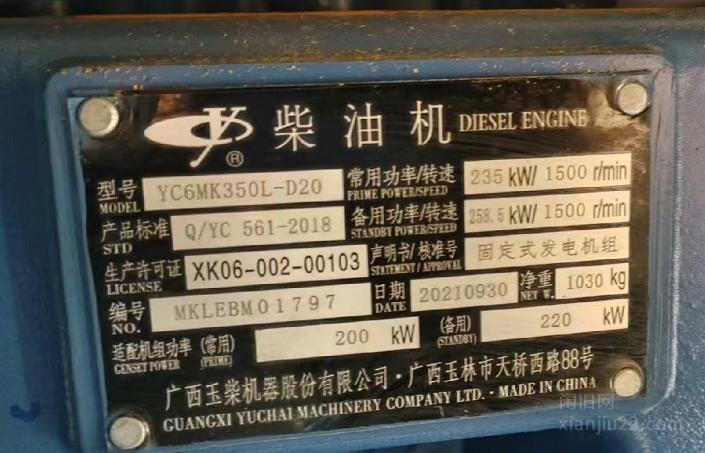 柴油机 DIESEL ENGINE
型号 YC6MK350L-D20 常用功率/转速 235 kW/ 1500 r/min
MODEL PRIME POWER/SPEED
产品标准 Q/YC 561-2018 备用功率/转速 258.5 kW/ 1500 r/min
STD STANDBY POWER/SPEED
生产许可证 XK06-002-00103 声明书/核准号 固定式发电机组
LICENSE STATEMENT / APPROVAL
编号 MKLEBM01797 日期 20210930 净重 1030 kg
NO. DATE NET W.
适配机组功率 (常用) 200 kW (备用) 220 kW
GENSET POWER (PRIME) (STANDBY)
广西玉柴机器股份有限公司·广西玉林市天桥西路88号
GUANGXI YUCHAI MACHINERY COMPANY LTD. · MADE IN CHINA
闲旧网
xianjiu22.com